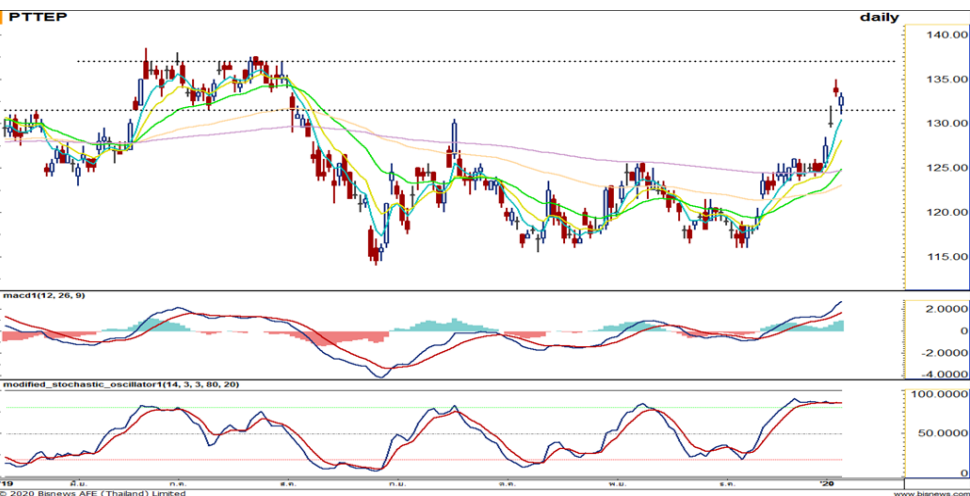 PTTEP daily
140.00
135.00
130.00
125.00
120.00
115.00
macd1(12, 26, 9)
2.0000
0
-2.0000
-4.0000
modified_stochastic_oscillator1(14, 3, 3, 80, 20)
100.0000
50.0000
0
'19 มิ.ย. ก.ค. ส.ค. ก.ย. ต.ค. พ.ย. ธ.ค. '20
© 2020 Bisnews AFE (Thailand) Limited www.bisnews.com